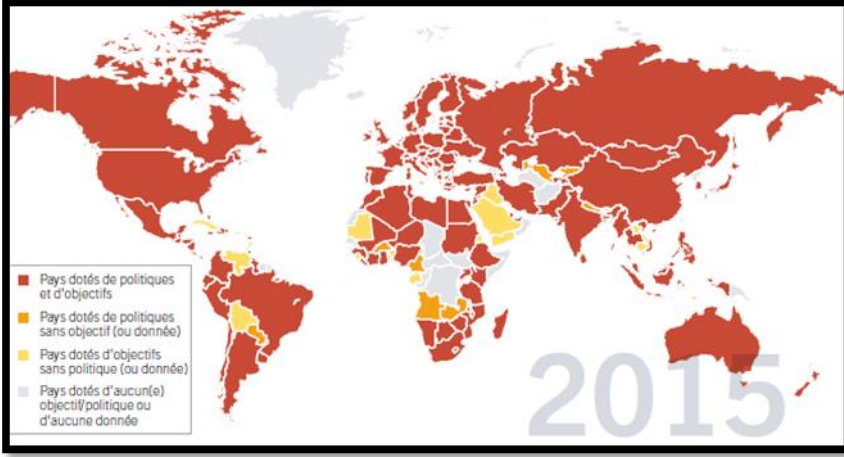 Pays dotés de politiques
et d'objectifs
Pays dotés de politiques
sans objectif (ou donnée)
Pays dotés d'objectifs
sans politique (ou donnée)
Pays dotés d'aucun(e)
objectif/politique ou
d'aucune donnée
2015